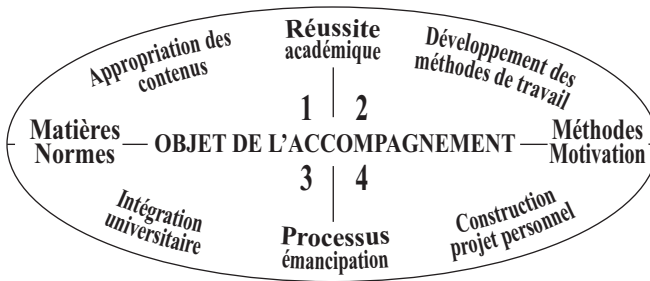 Appropriation des
contenus
Réussite
académique
Développement des
méthodes de travail
1 2
Matières
Normes
OBJET DE L'ACCOMPAGNEMENT
Méthodes
Motivation
3 4
Intégration
universitaire
Processus
émancipation
Construction
projet personnel